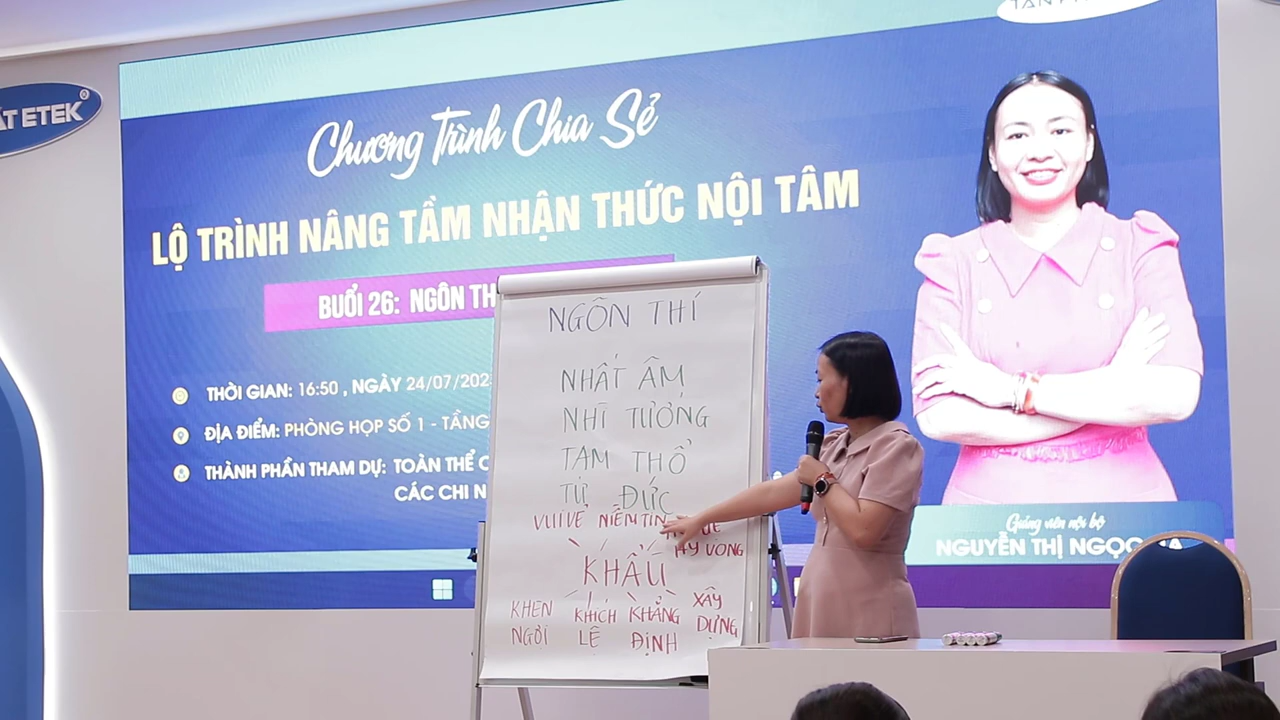 ẤT ETEK
Chương Trình Chia Sẻ
LỘ TRÌNH NÂNG TẦM NHẬN THỨC NỘI TÂM
BUỔI 26: NGÔN TH
THỜI GIAN: 16:50 , NGÀY 24/07/202
ĐỊA ĐIỂM: PHÒNG HỌP SỐ 1 - TẦNG
THÀNH PHẦN THAM DỰ: TOÀN THỂ C
CÁC CHI N
Giảng viên nội bộ
NGUYỄN THỊ NGỌC
NGÔN THÍ
NHẤT ÂM
NHĨ TƯỚNG
TAM THỔ
TỨ ĐỨC
VUI VẺ NIỀM TIN
HY VỌNG
KHẨU
KHEN KHÍCH KHẲNG XÂY
NGỢI LỆ ĐỊNH DỰNG